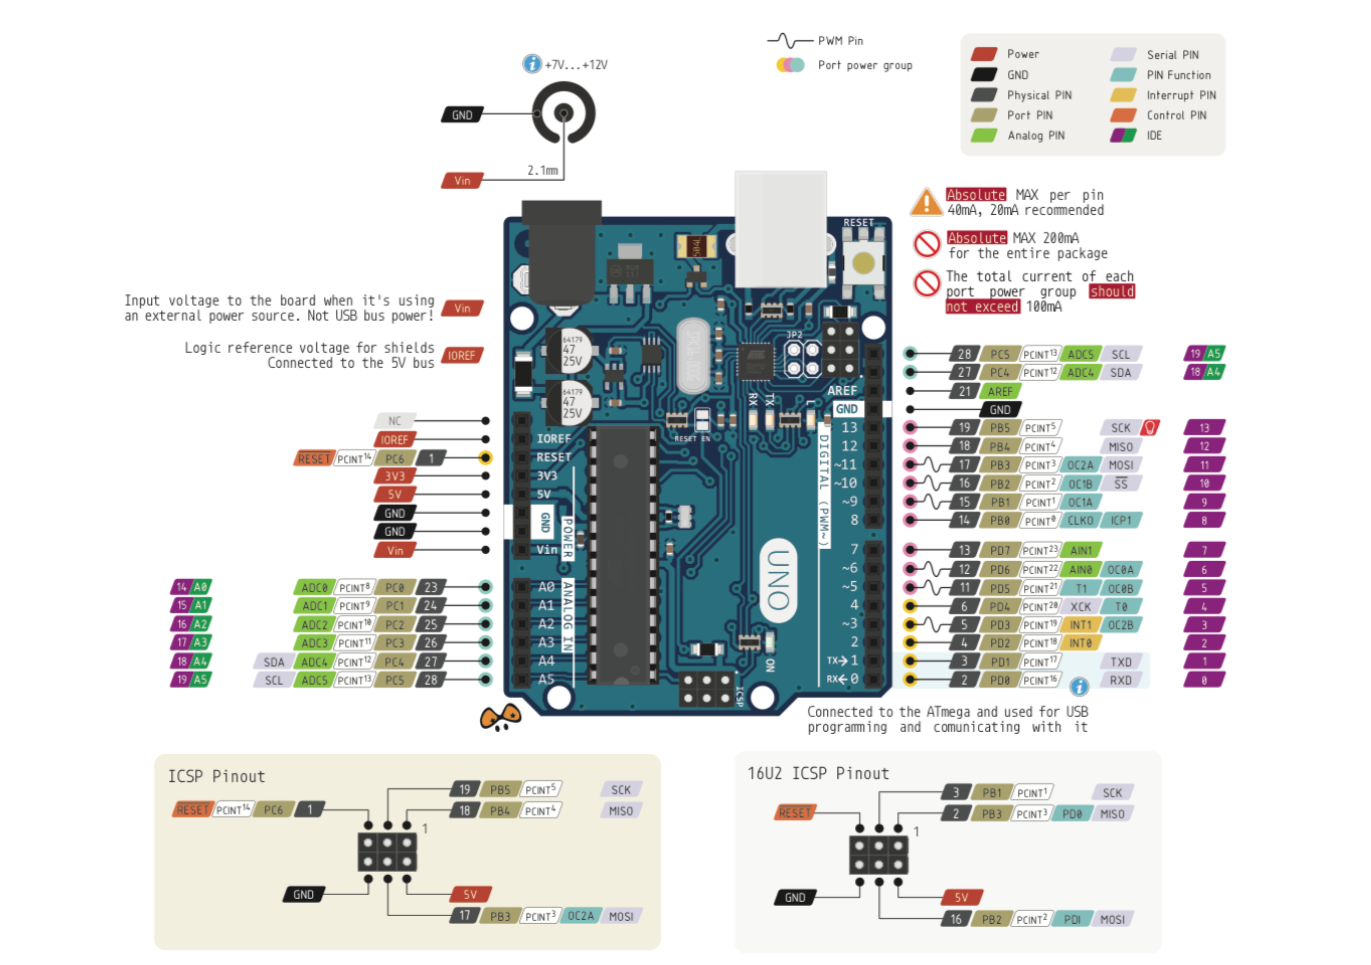 PWM Pin
Port power group
Power
GND
Physical PIN
Port PIN
Analog PIN
Serial PIN
PIN Function
Interrupt PIN
Control PIN
IDE
+7V...+12V
GND
2.1mm
Vin
Absolute MAX per pin
40mA, 20mA recommended
Absolute MAX 200mA
for the entire package
The total current of each
port power group should
not exceed 100mA
Input voltage to the board when it's using
an external power source. Not USB bus power!
Vin
Logic reference voltage for shields
Connected to the 5V bus
IOREF
NC
IOREF
RESET PCINT14 PC6 1
3V3
5V
GND
GND
Vin
14 A0 ADC0 PCINT8 PC0 23
15 A1 ADC1 PCINT9 PC1 24
16 A2 ADC2 PCINT10 PC2 25
17 A3 ADC3 PCINT11 PC3 26
18 A4 SDA ADC4 PCINT12 PC4 27
19 A5 SCL ADC5 PCINT13 PC5 28
RESET
JP2
64179
47
25V
64179
47
25V
RX
TX
L
RESET EN
AREF
GND
13
12
~11
~10
~9
8
7
~6
~5
4
~3
2
TX→1
RX←0
DIGITAL (PWM~)
IOREF
RESET
3V3
5V
GND
Vin
POWER
A0
A1
A2
A3
A4
A5
ANALOG IN
UNO
ON
ICSP
28 PC5 PCINT13 ADC5 SCL 19 A5
27 PC4 PCINT12 ADC4 SDA 18 A4
21 AREF
GND
19 PB5 PCINT5 SCK 13
18 PB4 PCINT4 MISO 12
17 PB3 PCINT3 OC2A MOSI 11
16 PB2 PCINT2 OC1B SS 10
15 PB1 PCINT1 OC1A 9
14 PB0 PCINT0 CLKO ICP1 8
13 PD7 PCINT23 AIN1 7
12 PD6 PCINT22 AIN0 OC0A 6
11 PD5 PCINT21 T1 OC0B 5
6 PD4 PCINT20 XCK T0 4
5 PD3 PCINT19 INT1 OC2B 3
4 PD2 PCINT18 INT0 2
3 PD1 PCINT17 TXD 1
2 PD0 PCINT16 RXD 0
Connected to the ATmega and used for USB
programming and comunicating with it
ICSP Pinout
RESET PCINT14 PC6 1
19 PB5 PCINT5 SCK
18 PB4 PCINT4 MISO
1
GND
5V
17 PB3 PCINT3 OC2A MOSI
16U2 ICSP Pinout
RESET
3 PB1 PCINT1 SCK
2 PB3 PCINT3 PD0 MISO
1
GND
5V
16 PB2 PCINT2 PDI MOSI